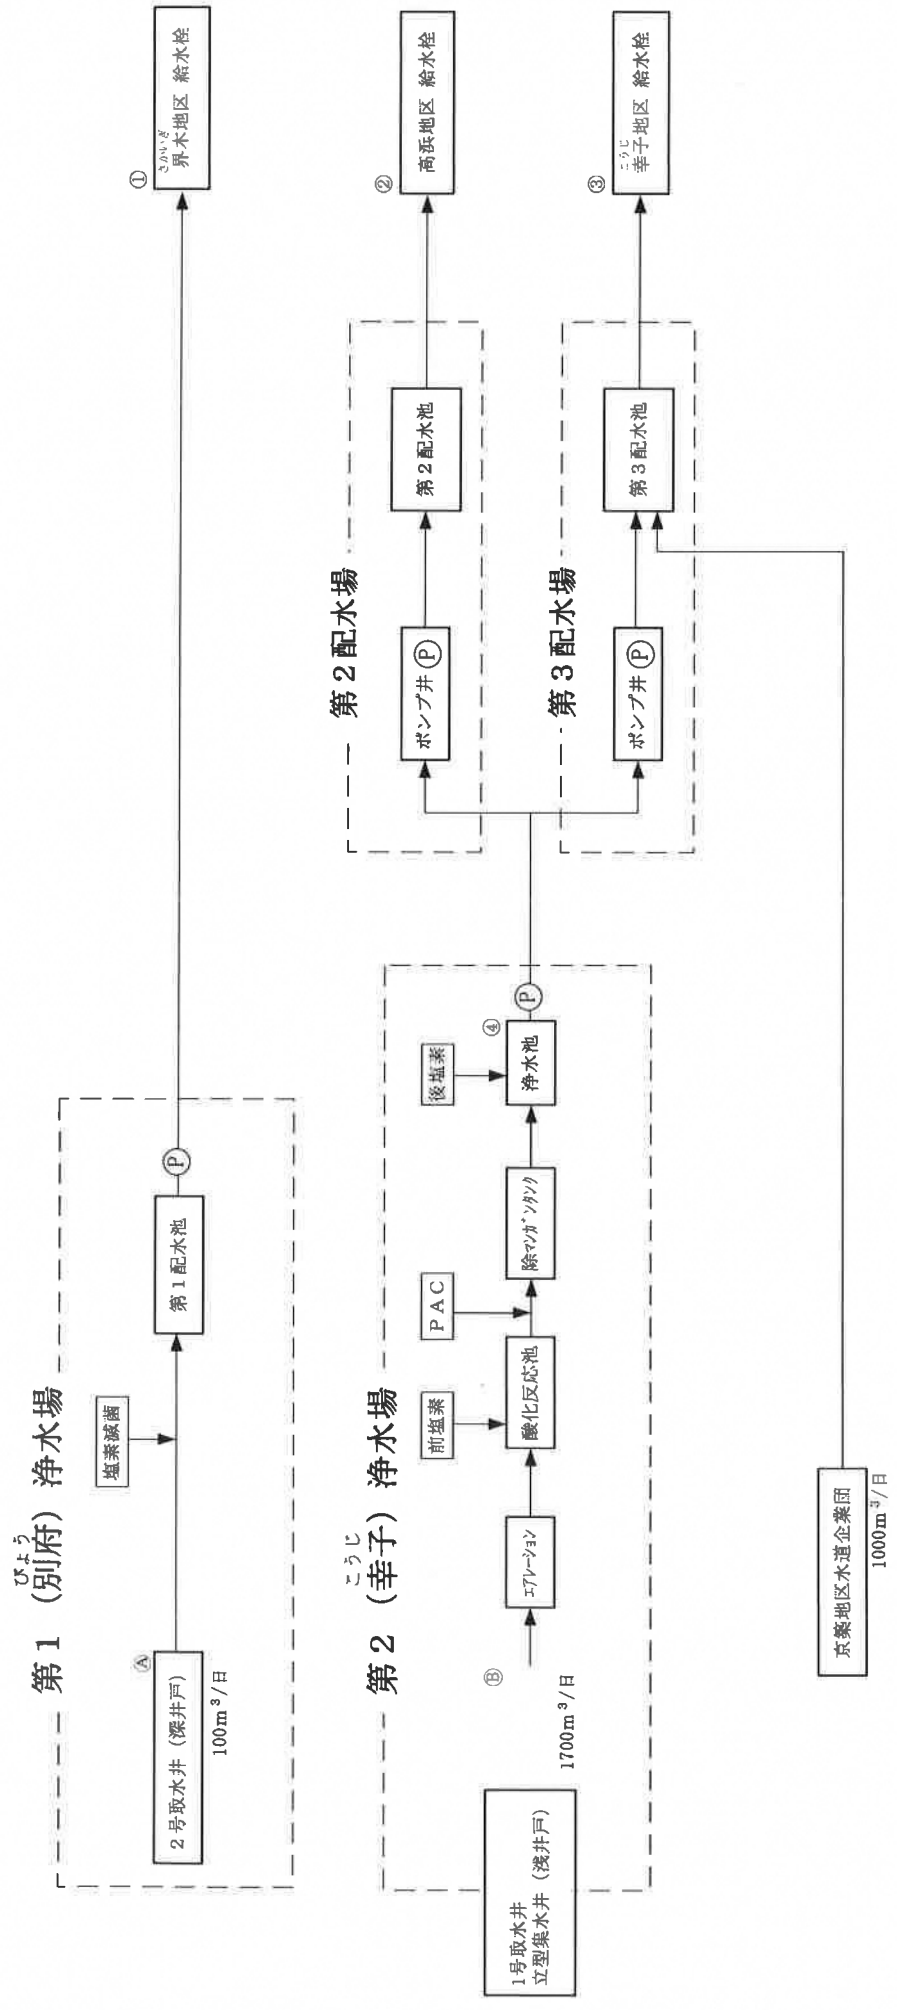 第1（別府）浄水場
びょう
Ⓐ
2号取水井（深井戸）
100m³/日
塩素滅菌
第1配水池
Ⓟ
①
さかいぎ
界木地区 給水栓
第2（幸子）浄水場
こうじ
1号取水井
立型集水井（浅井戸）
Ⓑ
1700m³/日
エアレーション
前塩素
酸化反応池
PAC
除マンガンタンク
後塩素
④
浄水池
Ⓟ
第2配水場
ポンプ井Ⓟ
第2配水池
②
高浜地区 給水栓
第3配水場
ポンプ井Ⓟ
第3配水池
③
こうじ
幸子地区 給水栓
京築地区水道企業団
1000m³/日